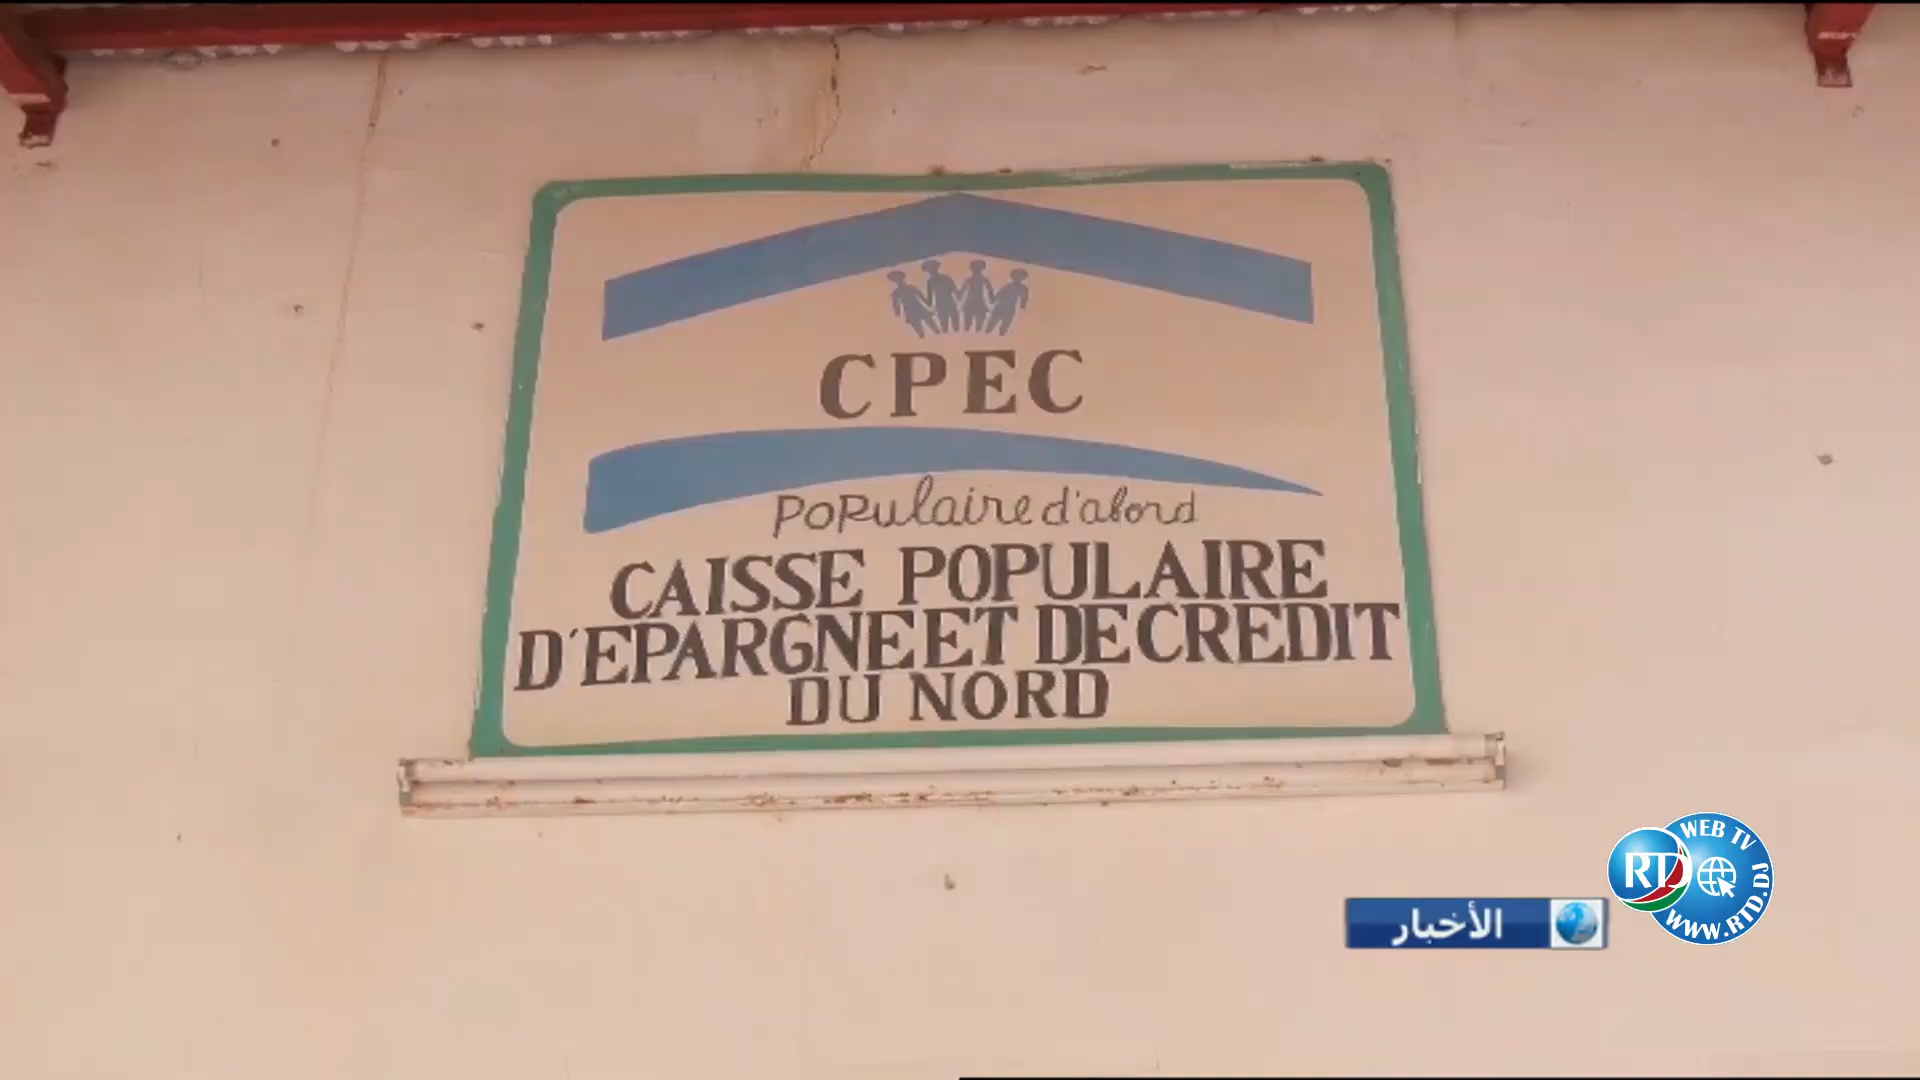 CPEC
POPulaire d'abord
CAISSE POPULAIRE
D'EPARGNE ET DE CREDIT
DU NORD
WEB TV
RTD
WWW.RTD.DJ
الأخبار